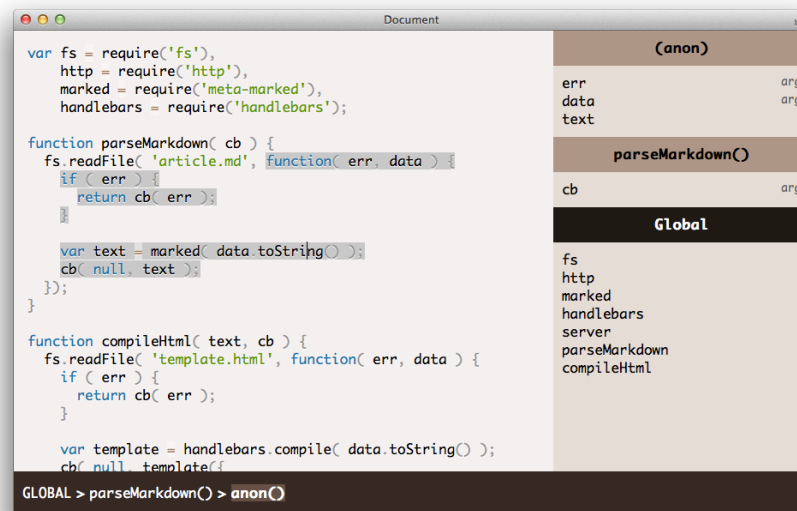 Document
var fs = require('fs'),
    http = require('http'),
    marked = require('meta-marked'),
    handlebars = require('handlebars');

function parseMarkdown( cb ) {
  fs.readFile( 'article.md', function( err, data ) {
    if ( err ) {
      return cb( err );
    }

    var text = marked( data.toString() );
    cb( null, text );
  });
}

function compileHtml( text, cb ) {
  fs.readFile( 'template.html', function( err, data ) {
    if ( err ) {
      return cb( err );
    }

    var template = handlebars.compile( data.toString() );
    cb( null, template({
(anon)
err
data
text
parseMarkdown()
cb
Global
fs
http
marked
handlebars
server
parseMarkdown
compileHtml
GLOBAL > parseMarkdown() > anon()